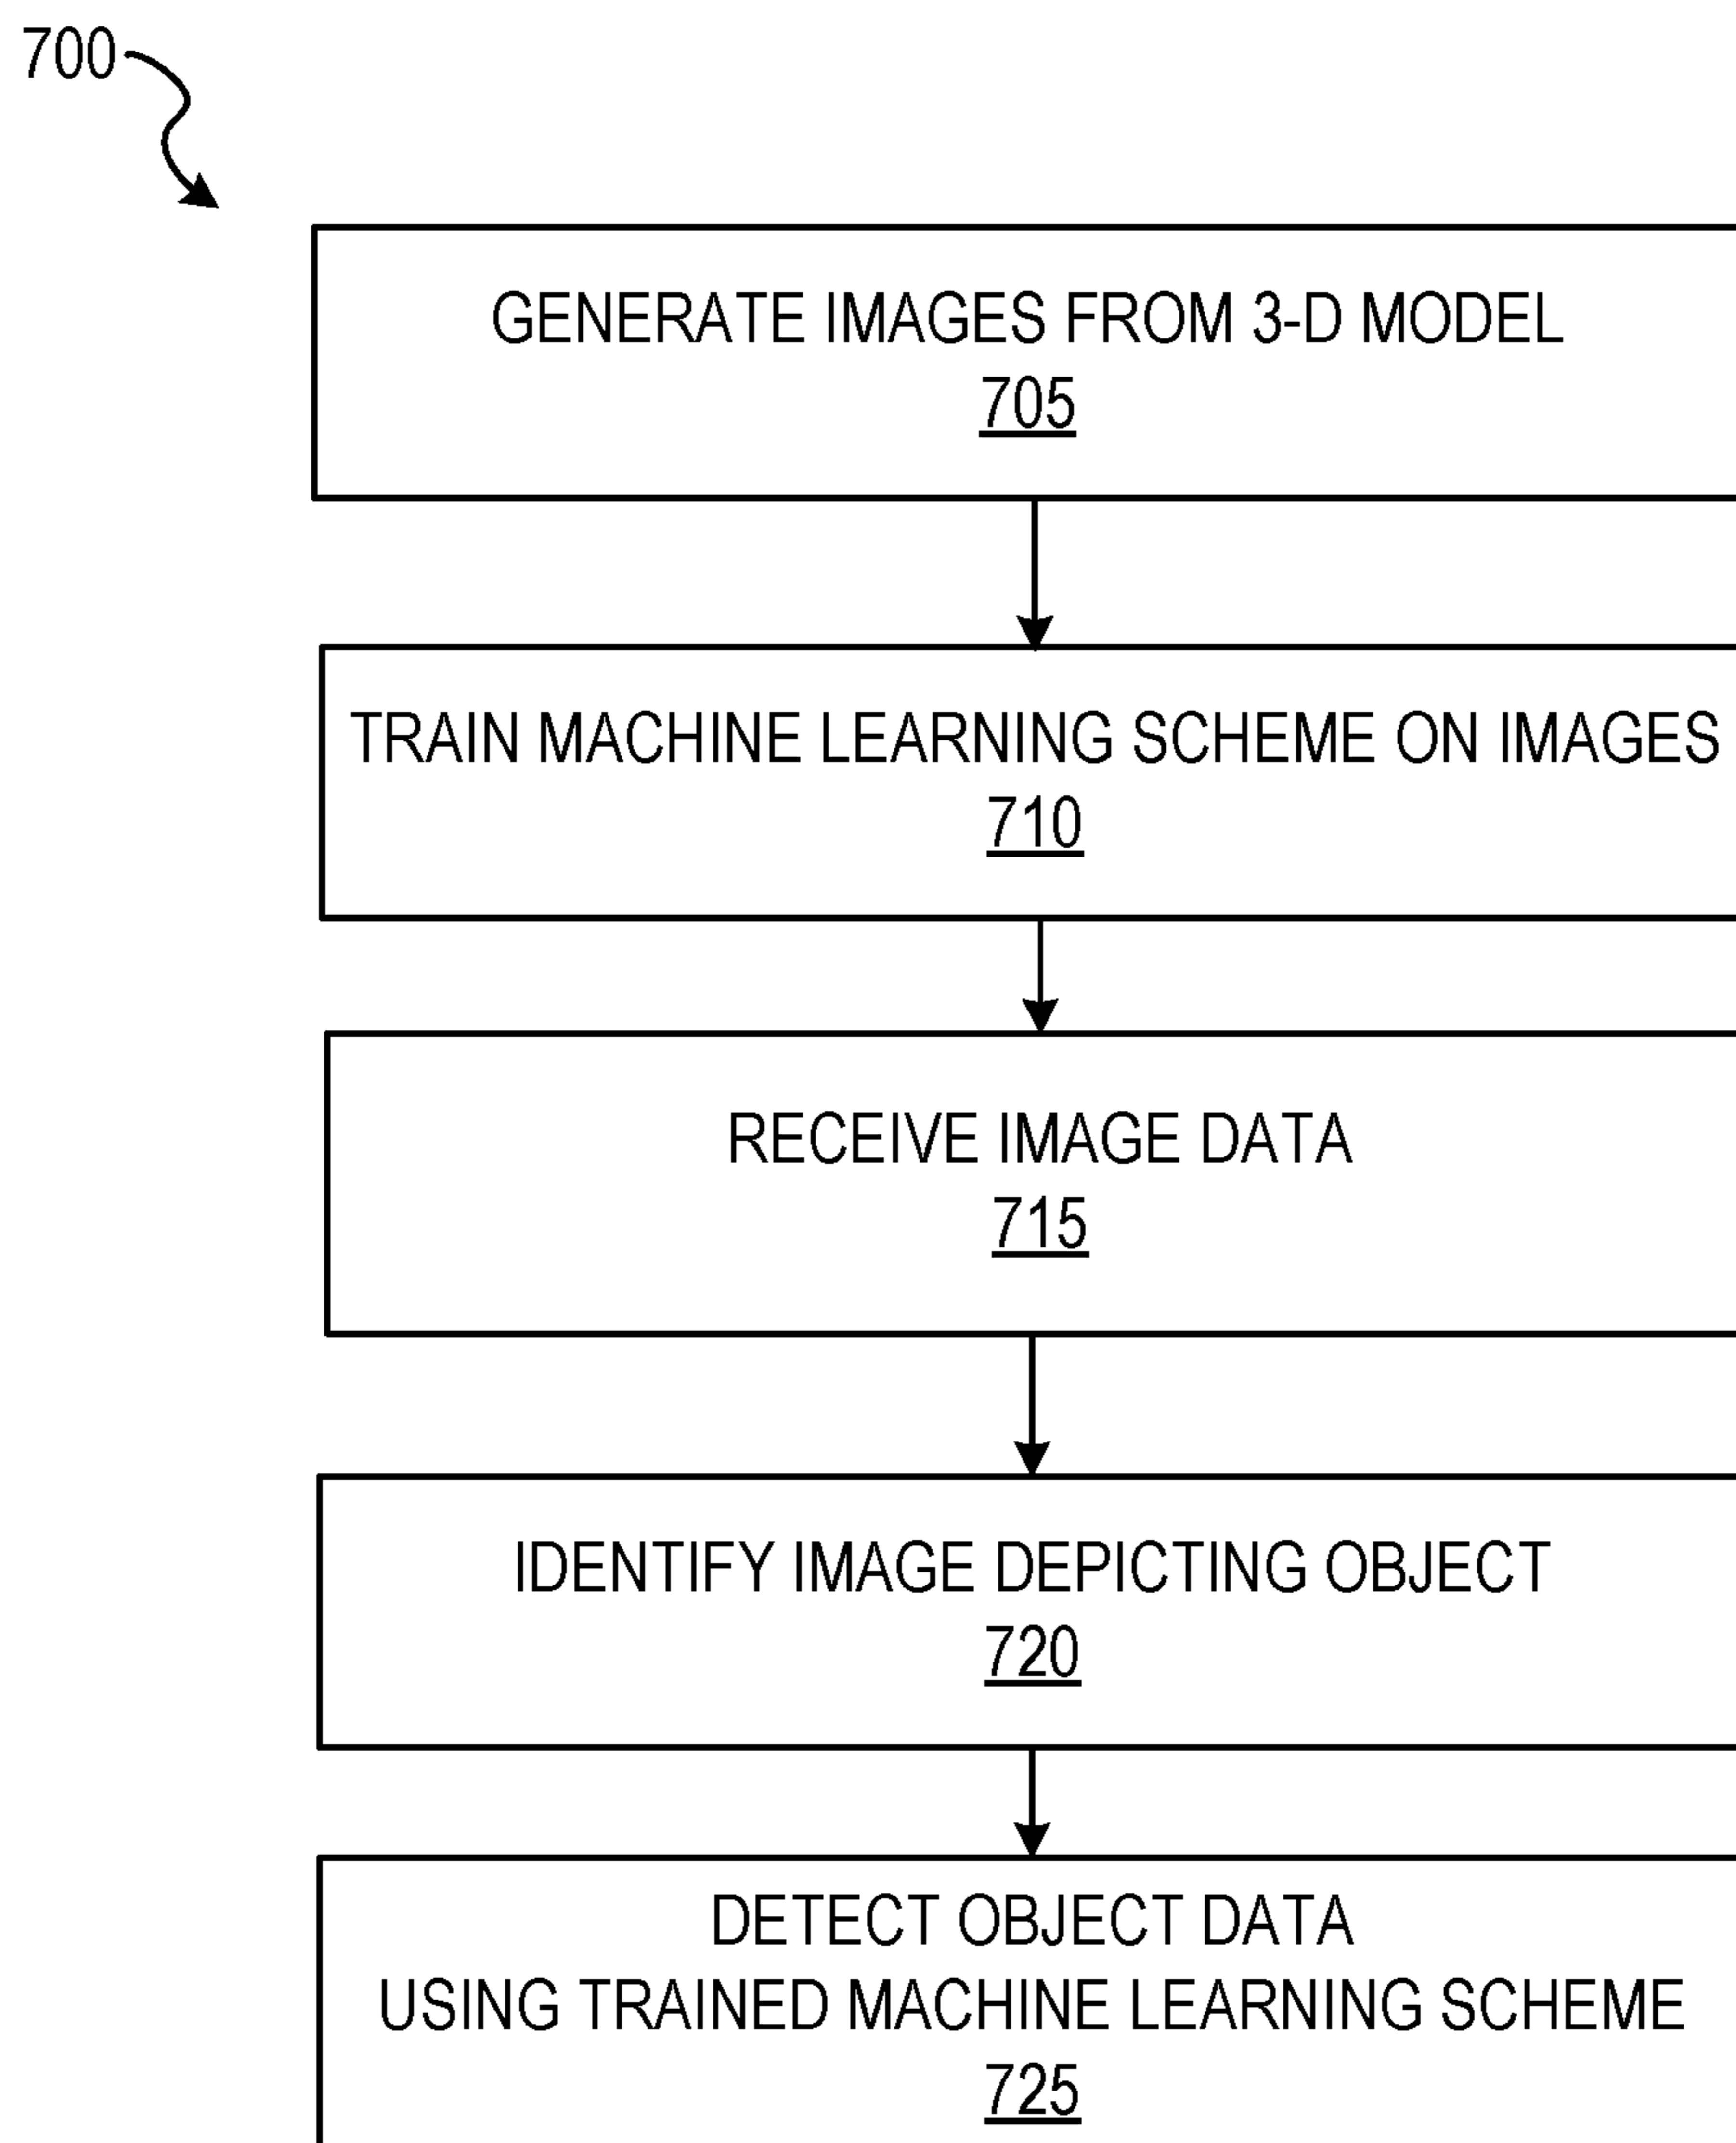 700
GENERATE IMAGES FROM 3-D MODEL
705
TRAIN MACHINE LEARNING SCHEME ON IMAGES
710
RECEIVE IMAGE DATA
715
IDENTIFY IMAGE DEPICTING OBJECT
720
DETECT OBJECT DATA
USING TRAINED MACHINE LEARNING SCHEME
725